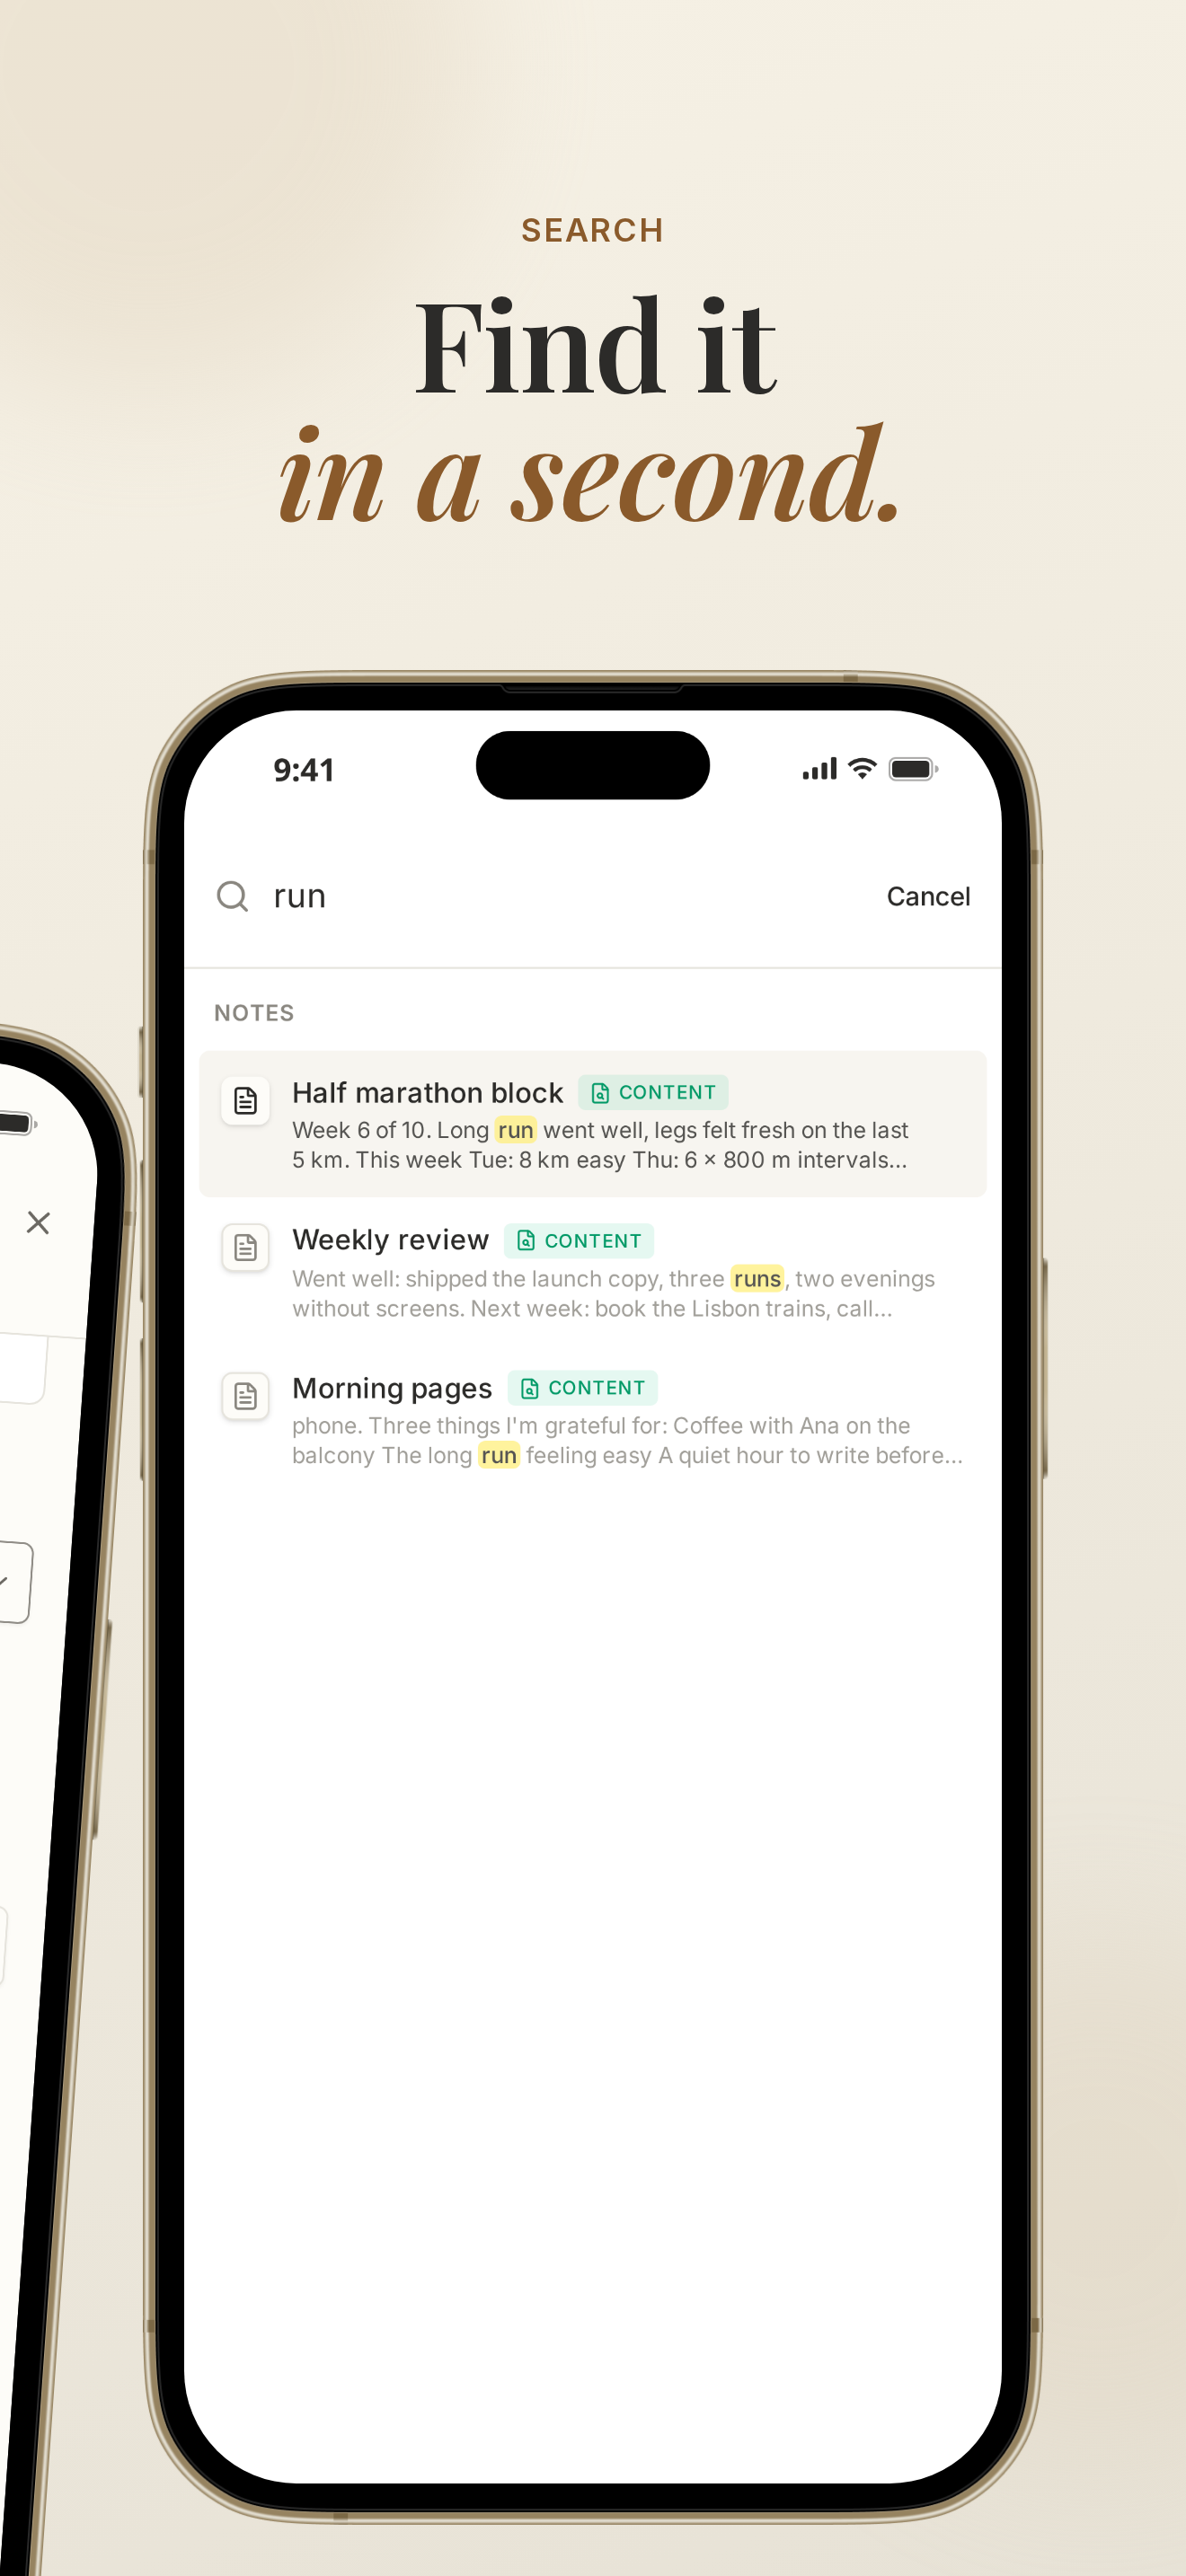 SEARCH
Find it
in a second.
9:41
run
Cancel
NOTES
Half marathon block CONTENT
Week 6 of 10. Long run went well, legs felt fresh on the last
5 km. This week Tue: 8 km easy Thu: 6 × 800 m intervals...
Weekly review CONTENT
Went well: shipped the launch copy, three runs, two evenings
without screens. Next week: book the Lisbon trains, call...
Morning pages CONTENT
phone. Three things I'm grateful for: Coffee with Ana on the
balcony The long run feeling easy A quiet hour to write before...